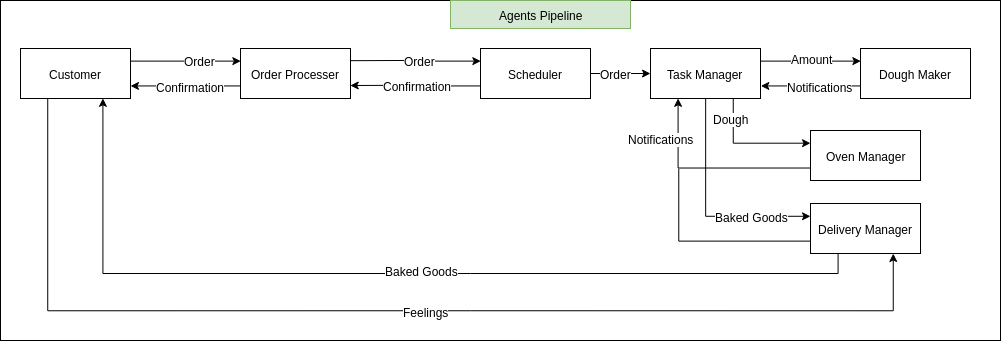 Agents Pipeline
Customer
Order
Confirmation
Order Processer
Order
Confirmation
Scheduler
Order
Task Manager
Amount
Notifications
Dough Maker
Dough
Notifications
Oven Manager
Baked Goods
Delivery Manager
Baked Goods
Feelings